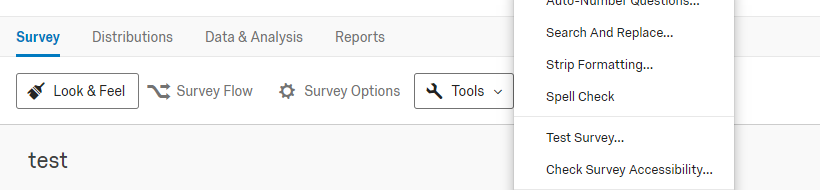 Auto-Number Questions...
Survey Distributions Data & Analysis Reports
Search And Replace...
Strip Formatting...
Look & Feel Survey Flow Survey Options Tools
Spell Check
Test Survey...
test
Check Survey Accessibility...